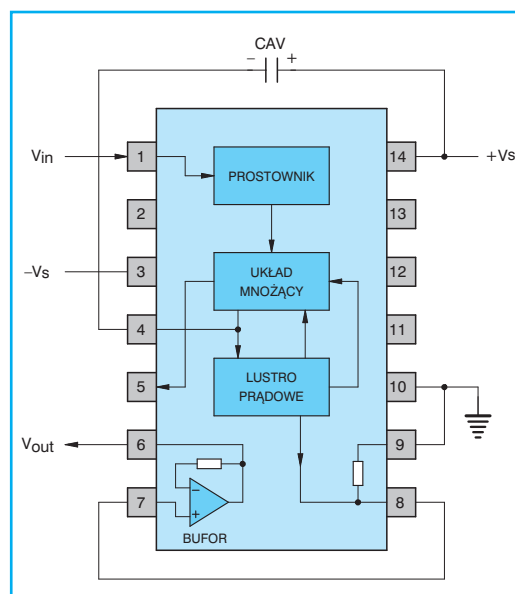 CAV
− +
Vin
1
14
+Vs
PROSTOWNIK
2
13
−Vs
3
12
UKŁAD
MNOŻĄCY
4
11
5
10
LUSTRO
PRĄDOWE
Vout
6
9
7
−
+
8
BUFOR